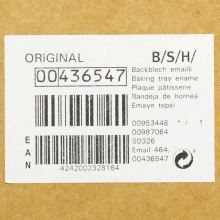 ORIGINAL B/S/H/
00436547
Backblech emailli
Baking tray ename
Plaque pâtisserie
Bandeja de hornea
Emaye tepsi
00953448 * / 1
00987064
S0326
Email 464,
00436547
EAN
4242002328164